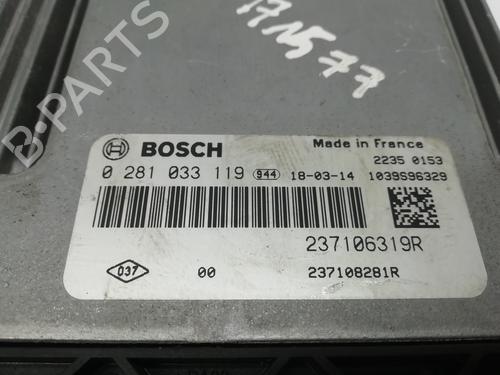 17577
B-PARTS
BOSCH
Made in France
2235 0153
0 281 033 119 944 18-03-14 1039S96329
237106319R
037 00 237108281R